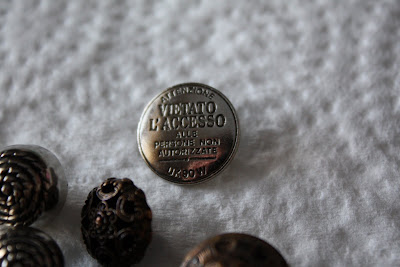 ATTENZIONE
VIETATO
L'ACCESSO
ALLE
PERSONE NON
AUTORIZZATE